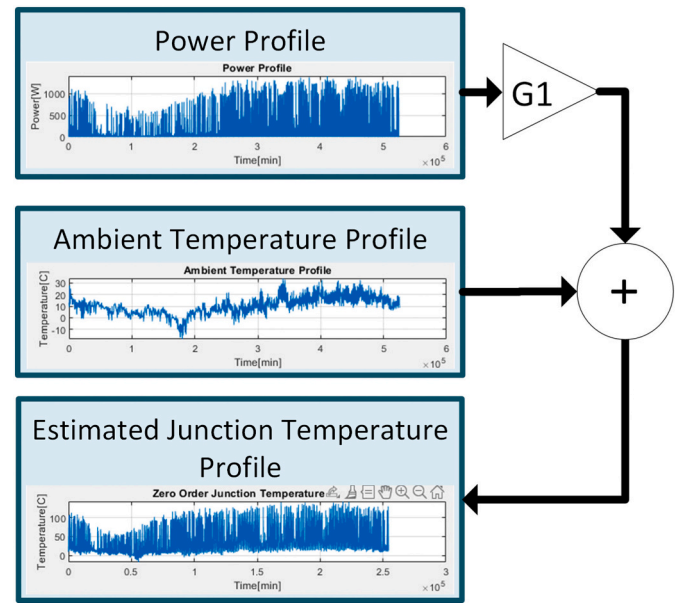 Power Profile
Power Profile
Power[W]
1000
500
0
0 1 2 3 4 5 6
Time[min]
×10⁵
G1
Ambient Temperature Profile
Ambient Temperature Profile
Temperature[C]
30
20
10
0
-10
0 1 2 3 4 5 6
Time[min]
×10⁵
+
Estimated Junction Temperature
Profile
Zero Order Junction Temperature
Temperature[C]
100
50
0
0 0.5 1 1.5 2 2.5 3
Time[min]
×10⁵